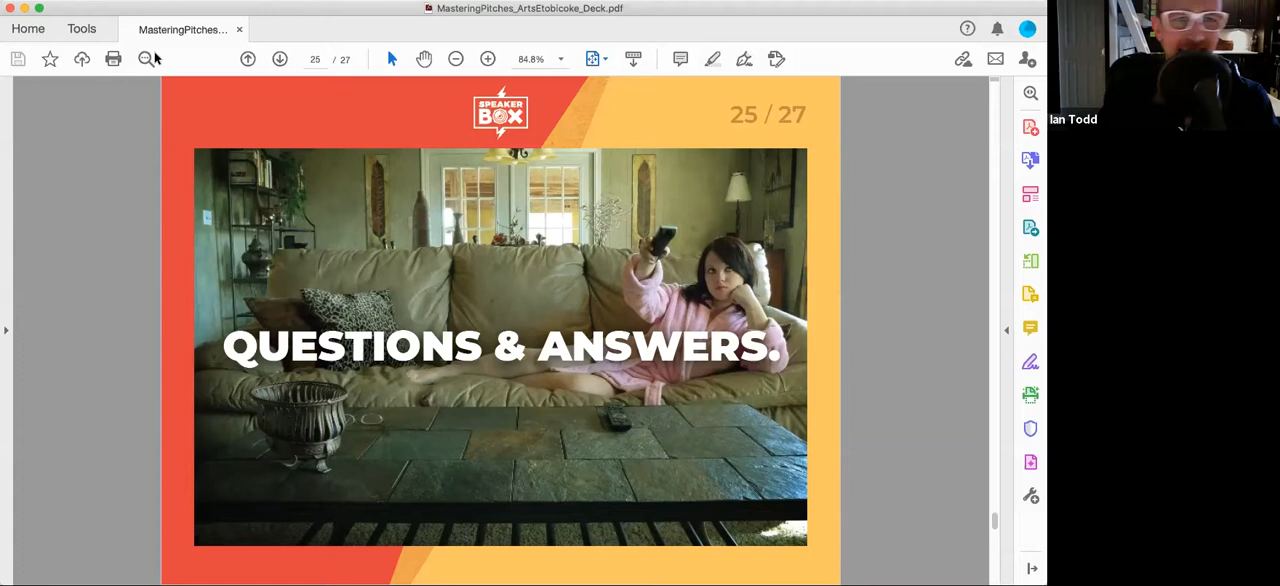 MasteringPitches_ArtsEtobicoke_Deck.pdf
Home
Tools
MasteringPitches...
25 / 27
84.8%
Ian Todd
SPEAKER
BOX
25 / 27
QUESTIONS & ANSWERS.